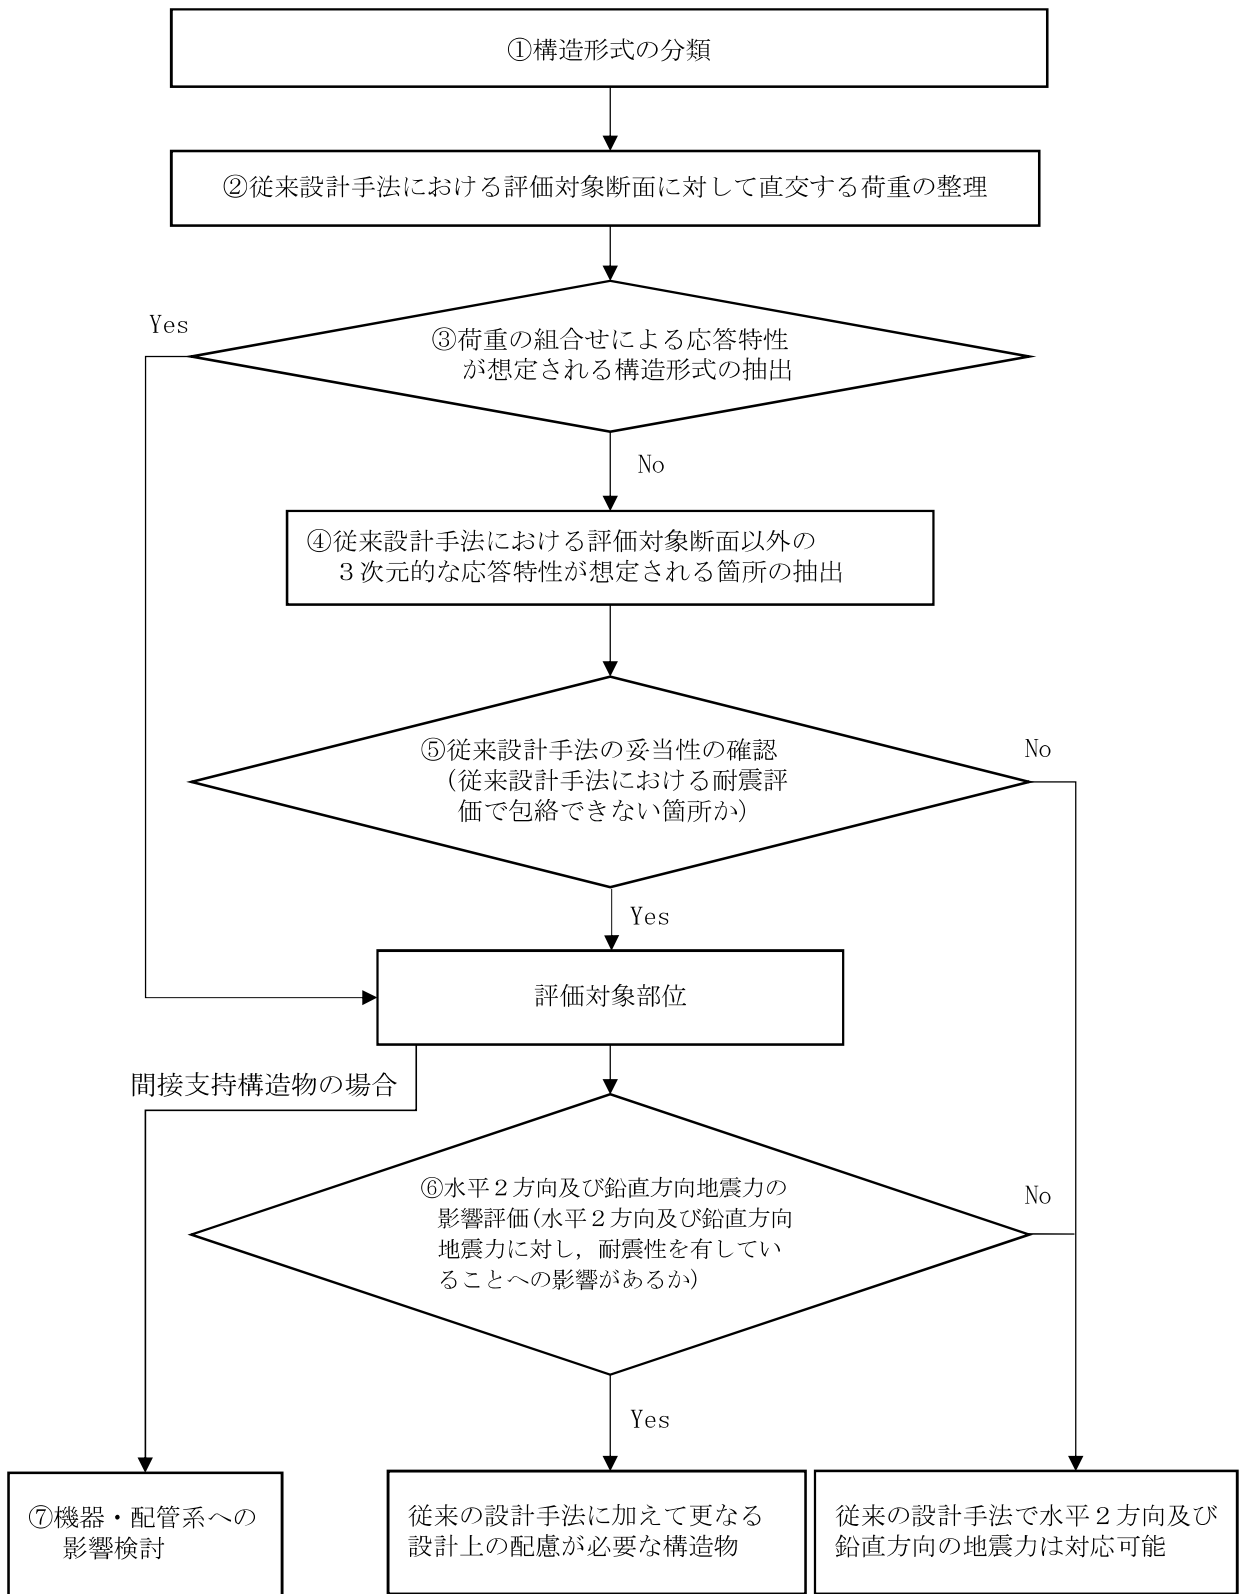 ①構造形式の分類
②従来設計手法における評価対象断面に対して直交する荷重の整理
Yes
③荷重の組合せによる応答特性
が想定される構造形式の抽出
No
④従来設計手法における評価対象断面以外の
３次元的な応答特性が想定される箇所の抽出
⑤従来設計手法の妥当性の確認
(従来設計手法における耐震評
価で包絡できない箇所か)
No
Yes
評価対象部位
間接支持構造物の場合
⑥水平２方向及び鉛直方向地震力の
影響評価(水平２方向及び鉛直方向
地震力に対し，耐震性を有してい
ることへの影響があるか)
No
Yes
⑦機器・配管系への
影響検討
従来の設計手法に加えて更なる
設計上の配慮が必要な構造物
従来の設計手法で水平２方向及び
鉛直方向の地震力は対応可能